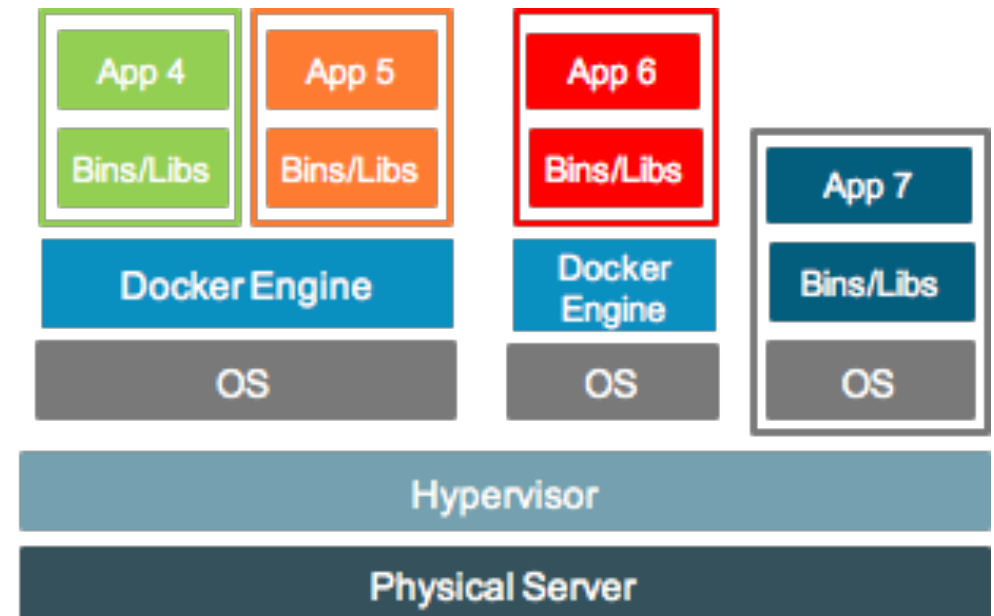 App 4
App 5
App 6
Bins/Libs
Bins/Libs
Bins/Libs
App 7
Docker Engine
Docker
Engine
Bins/Libs
OS
OS
OS
Hypervisor
Physical Server